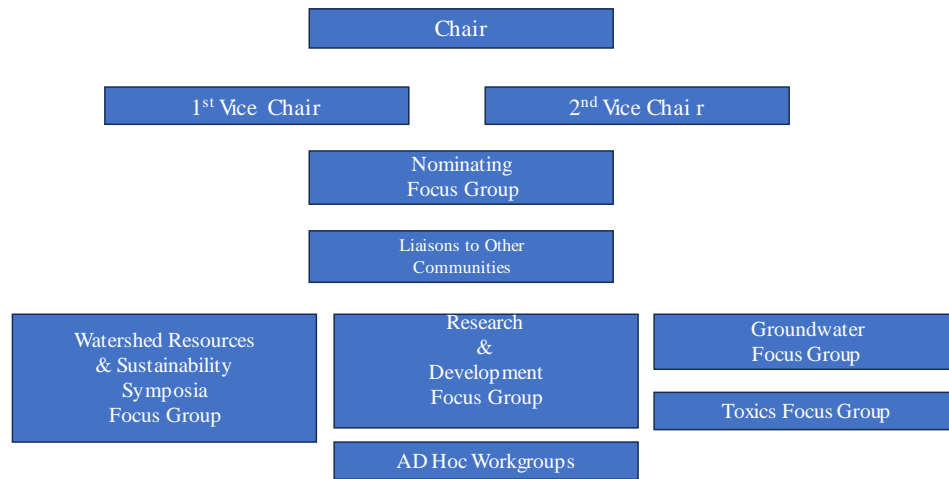 Chair
1st Vice Chair
2nd Vice Chai r
Nominating
Focus Group
Liaisons to Other
Communities
Watershed Resources
& Sustainability
Symposia
Focus Group
Research
&
Development
Focus Group
Groundwater
Focus Group
Toxics Focus Group
AD Hoc Workgroups